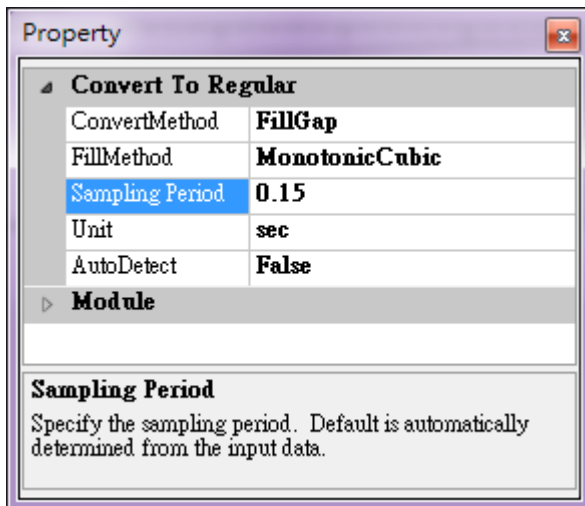 Property
Convert To Regular
ConvertMethod FillGap
FillMethod MonotonicCubic
Sampling Period 0.15
Unit sec
AutoDetect False
Module
Sampling Period
Specify the sampling period. Default is automatically
determined from the input data.